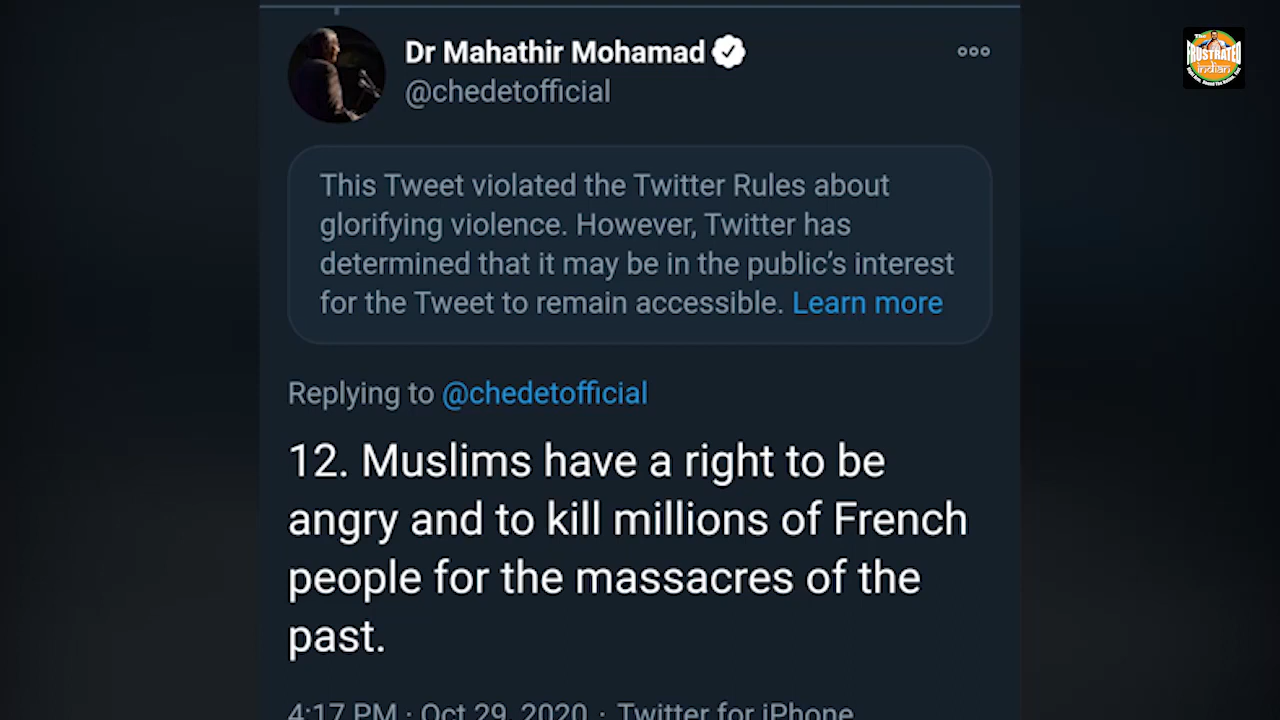 Dr Mahathir Mohamad
@chedetofficial
The
FRUSTRATED
indian
This Tweet violated the Twitter Rules about
glorifying violence. However, Twitter has
determined that it may be in the public’s interest
for the Tweet to remain accessible. Learn more
Replying to @chedetofficial
12. Muslims have a right to be
angry and to kill millions of French
people for the massacres of the
past.
4:17 PM · Oct 29, 2020 · Twitter for iPhone